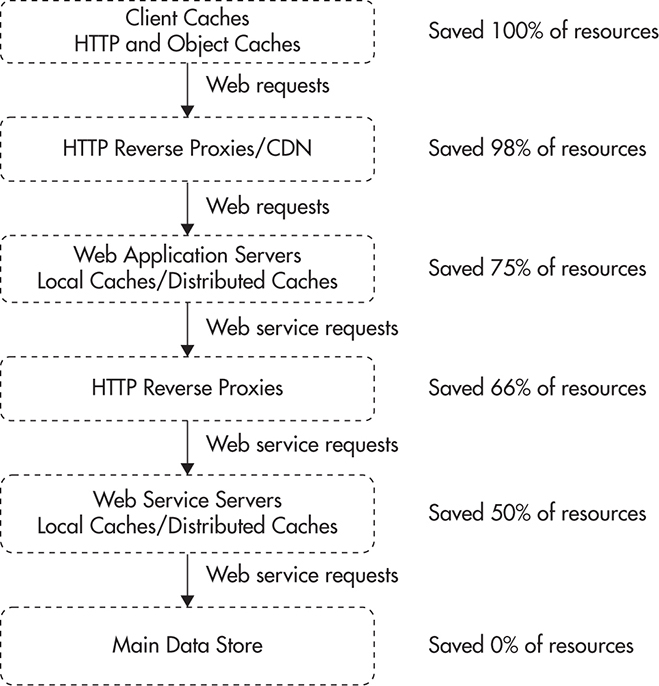 Client Caches
HTTP and Object Caches
Saved 100% of resources
Web requests
HTTP Reverse Proxies/CDN
Saved 98% of resources
Web requests
Web Application Servers
Local Caches/Distributed Caches
Saved 75% of resources
Web service requests
HTTP Reverse Proxies
Saved 66% of resources
Web service requests
Web Service Servers
Local Caches/Distributed Caches
Saved 50% of resources
Web service requests
Main Data Store
Saved 0% of resources